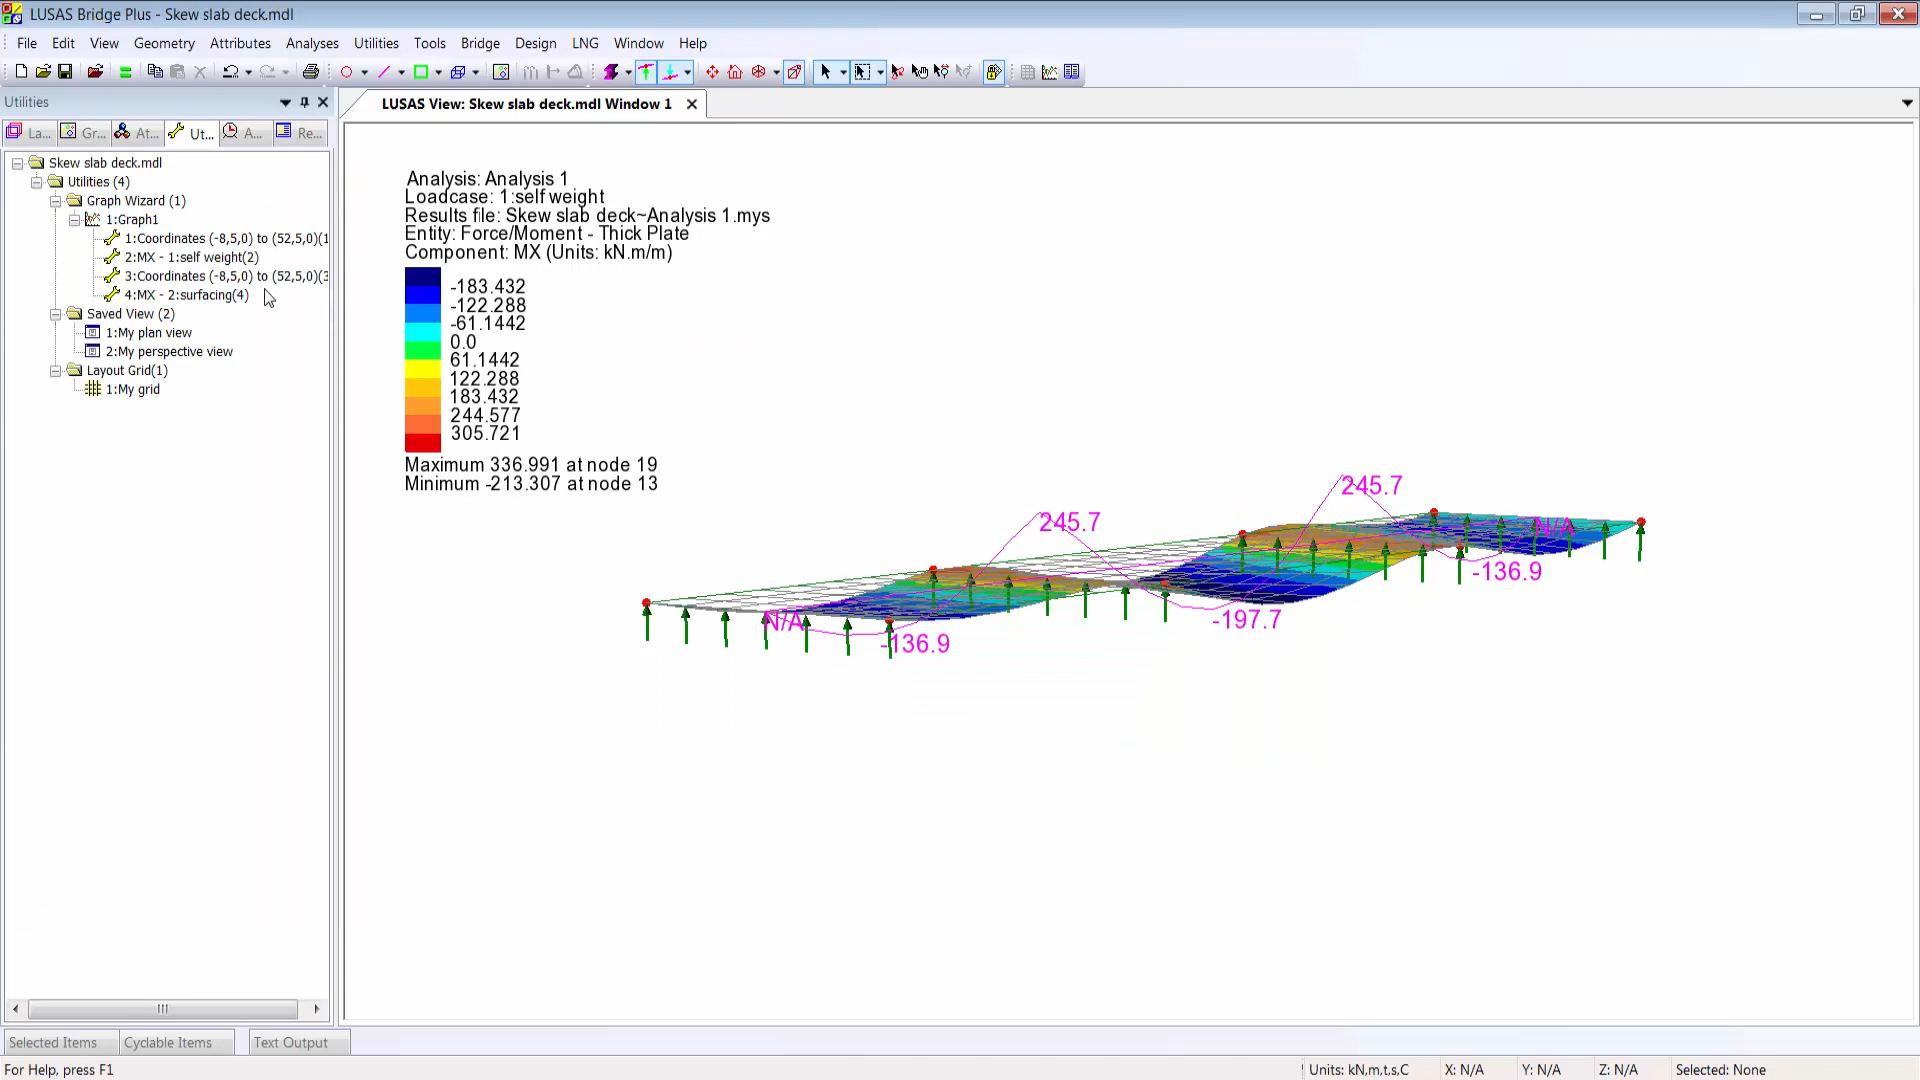 LUSAS Bridge Plus - Skew slab deck.mdl
File Edit View Geometry Attributes Analyses Utilities Tools Bridge Design LNG Window Help
Utilities
LUSAS View: Skew slab deck.mdl Window 1
La... Gr... At... Ut... A... Re...
Skew slab deck.mdl
Utilities (4)
Graph Wizard (1)
1:Graph1
1:Coordinates (-8,5,0) to (52,5,0)(1
2:MX - 1:self weight(2)
3:Coordinates (-8,5,0) to (52,5,0)(3
4:MX - 2:surfacing(4)
Saved View (2)
1:My plan view
2:My perspective view
Layout Grid(1)
1:My grid
Analysis: Analysis 1
Loadcase: 1:self weight
Results file: Skew slab deck~Analysis 1.mys
Entity: Force/Moment - Thick Plate
Component: MX (Units: kN.m/m)
-183.432
-122.288
-61.1442
0.0
61.1442
122.288
183.432
244.577
305.721
Maximum 336.991 at node 19
Minimum -213.307 at node 13
245.7
245.7
N/A
-136.9
-197.7
N/A
-136.9
Selected Items Cyclable Items Text Output
For Help, press F1
Units: kN,m,t,s,C X: N/A Y: N/A Z: N/A Selected: None